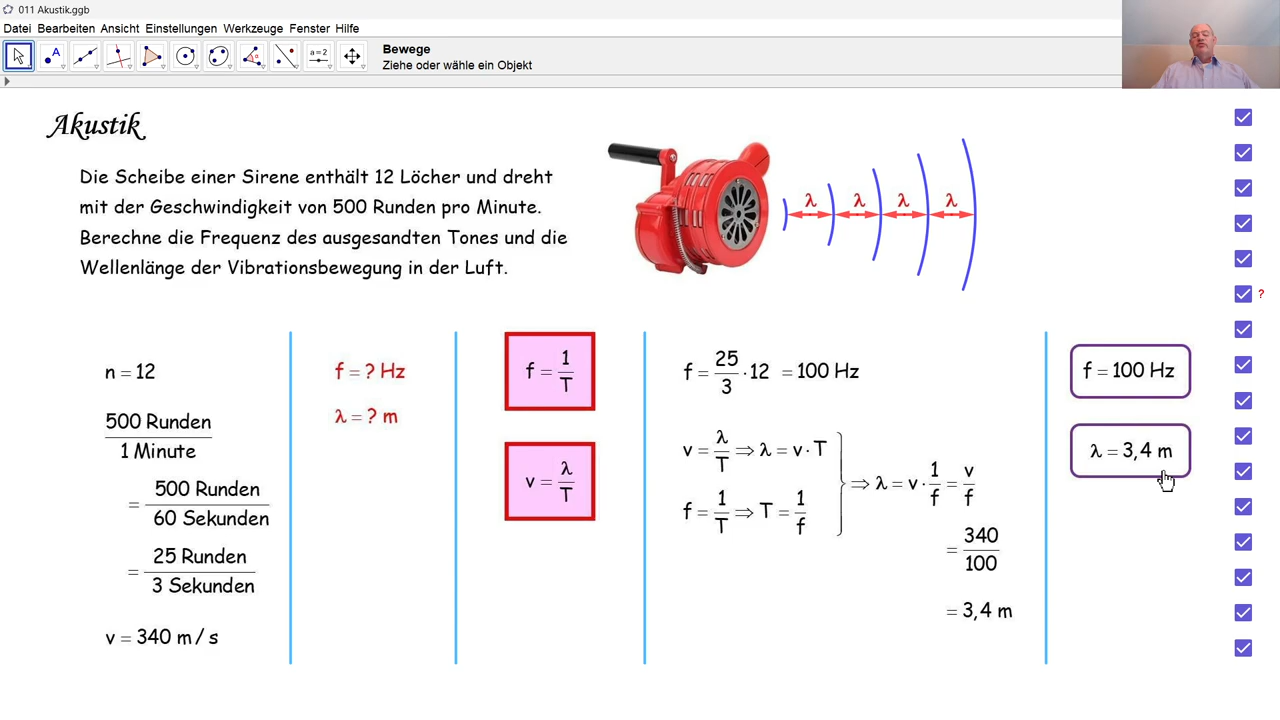 011 Akustik.ggb
Datei Bearbeiten Ansicht Einstellungen Werkzeuge Fenster Hilfe
A
a=2
Bewege
Ziehe oder wähle ein Objekt
Akustik
Die Scheibe einer Sirene enthält 12 Löcher und dreht
mit der Geschwindigkeit von 500 Runden pro Minute.
Berechne die Frequenz des ausgesandten Tones und die
Wellenlänge der Vibrationsbewegung in der Luft.
λ λ λ λ
?
n = 12
500 Runden
1 Minute
= 500 Runden
60 Sekunden
= 25 Runden
3 Sekunden
v = 340 m / s
f = ? Hz
λ = ? m
f = 1
T
v = λ
T
f = 25/3 · 12 = 100 Hz
v = λ/T ⇒ λ = v · T
f = 1/T ⇒ T = 1/f
⇒ λ = v · 1/f = v/f
= 340
100
= 3,4 m
f = 100 Hz
λ = 3,4 m